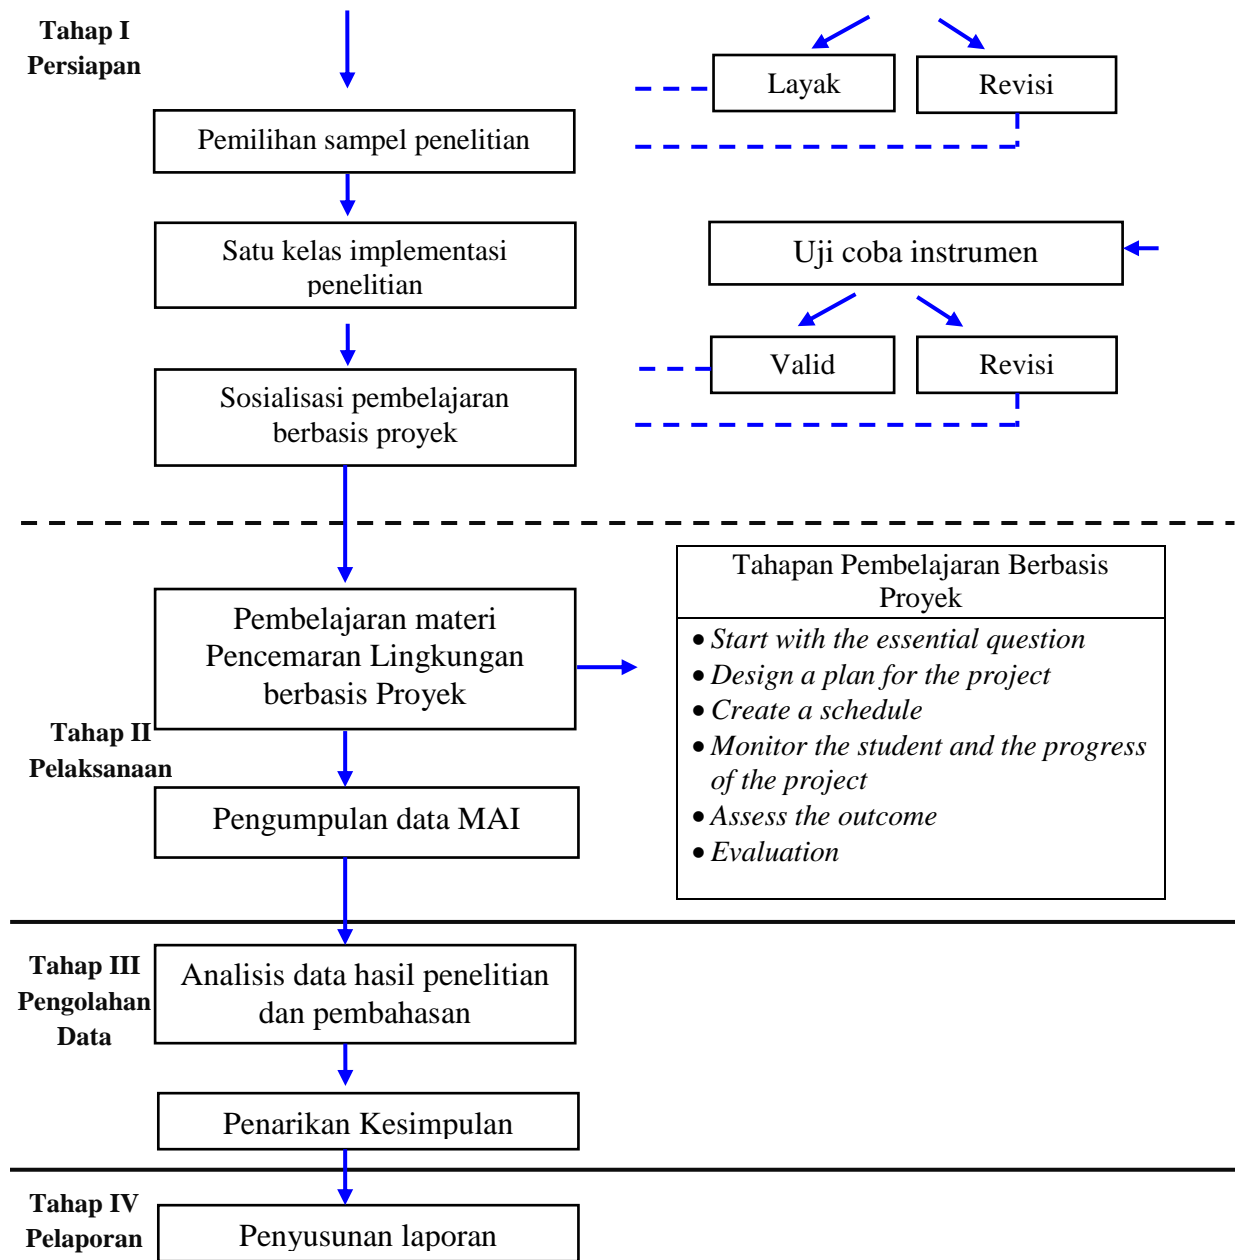 Tahap I
Persiapan
Layak
Revisi
Pemilihan sampel penelitian
Satu kelas implementasi
penelitian
Uji coba instrumen
Valid
Revisi
Sosialisasi pembelajaran
berbasis proyek
Tahapan Pembelajaran Berbasis
Proyek
• Start with the essential question
• Design a plan for the project
• Create a schedule
• Monitor the student and the progress
of the project
• Assess the outcome
• Evaluation
Pembelajaran materi
Pencemaran Lingkungan
berbasis Proyek
Tahap II
Pelaksanaan
Pengumpulan data MAI
Tahap III
Pengolahan
Data
Analisis data hasil penelitian
dan pembahasan
Penarikan Kesimpulan
Tahap IV
Pelaporan
Penyusunan laporan